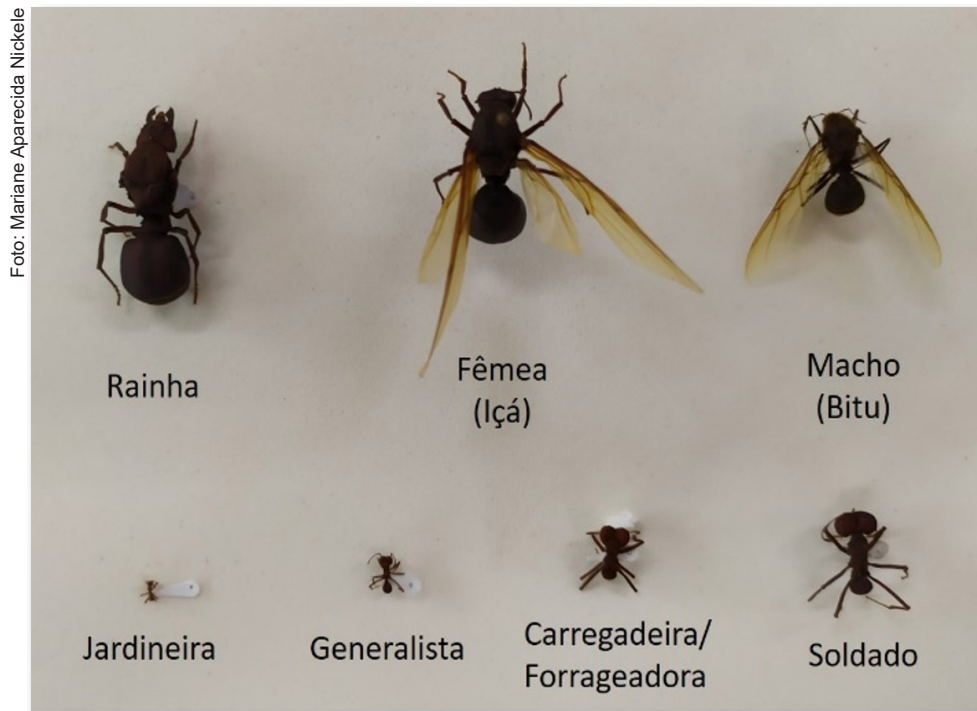 Foto: Mariane Aparecida Nickele
Rainha
Fêmea
(Içá)
Macho
(Bitu)
Jardineira
Generalista
Carregadeira/
Forrageadora
Soldado